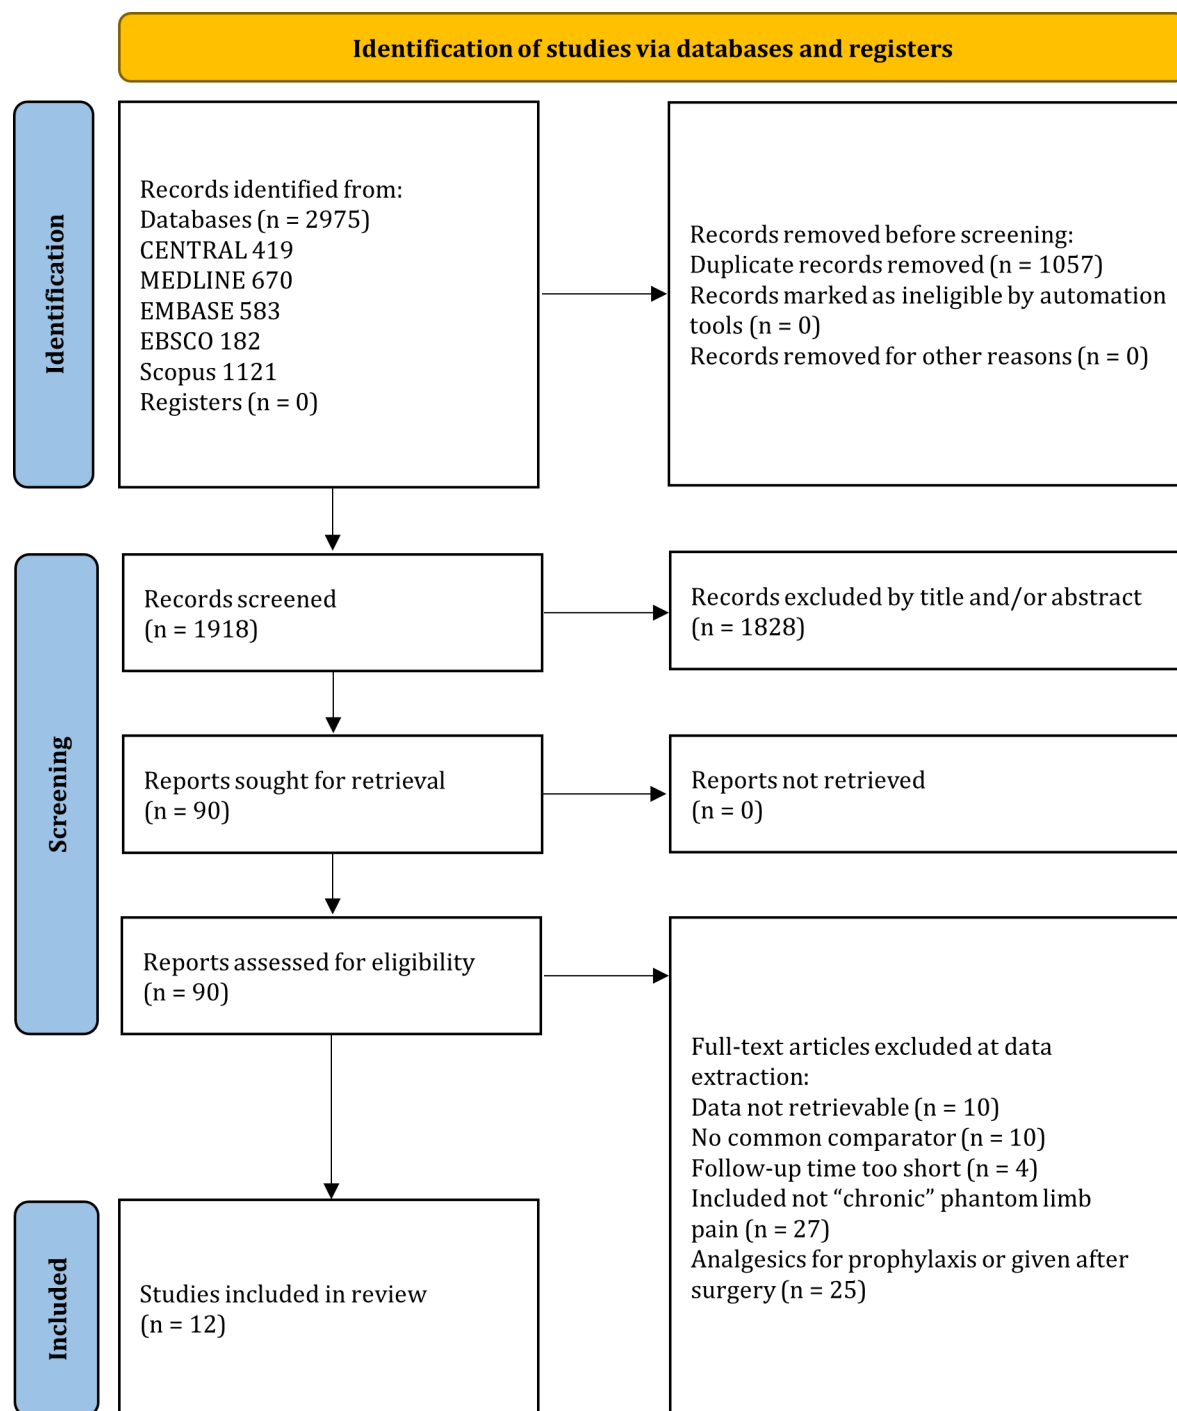 Identification of studies via databases and registers
Identification
Records identified from:
Databases (n = 2975)
CENTRAL 419
MEDLINE 670
EMBASE 583
EBSCO 182
Scopus 1121
Registers (n = 0)
Records removed before screening:
Duplicate records removed (n = 1057)
Records marked as ineligible by automation
tools (n = 0)
Records removed for other reasons (n = 0)
Screening
Records screened
(n = 1918)
Records excluded by title and/or abstract
(n = 1828)
Reports sought for retrieval
(n = 90)
Reports not retrieved
(n = 0)
Reports assessed for eligibility
(n = 90)
Full-text articles excluded at data
extraction:
Data not retrievable (n = 10)
No common comparator (n = 10)
Follow-up time too short (n = 4)
Included not “chronic” phantom limb
pain (n = 27)
Analgesics for prophylaxis or given after
surgery (n = 25)
Included
Studies included in review
(n = 12)